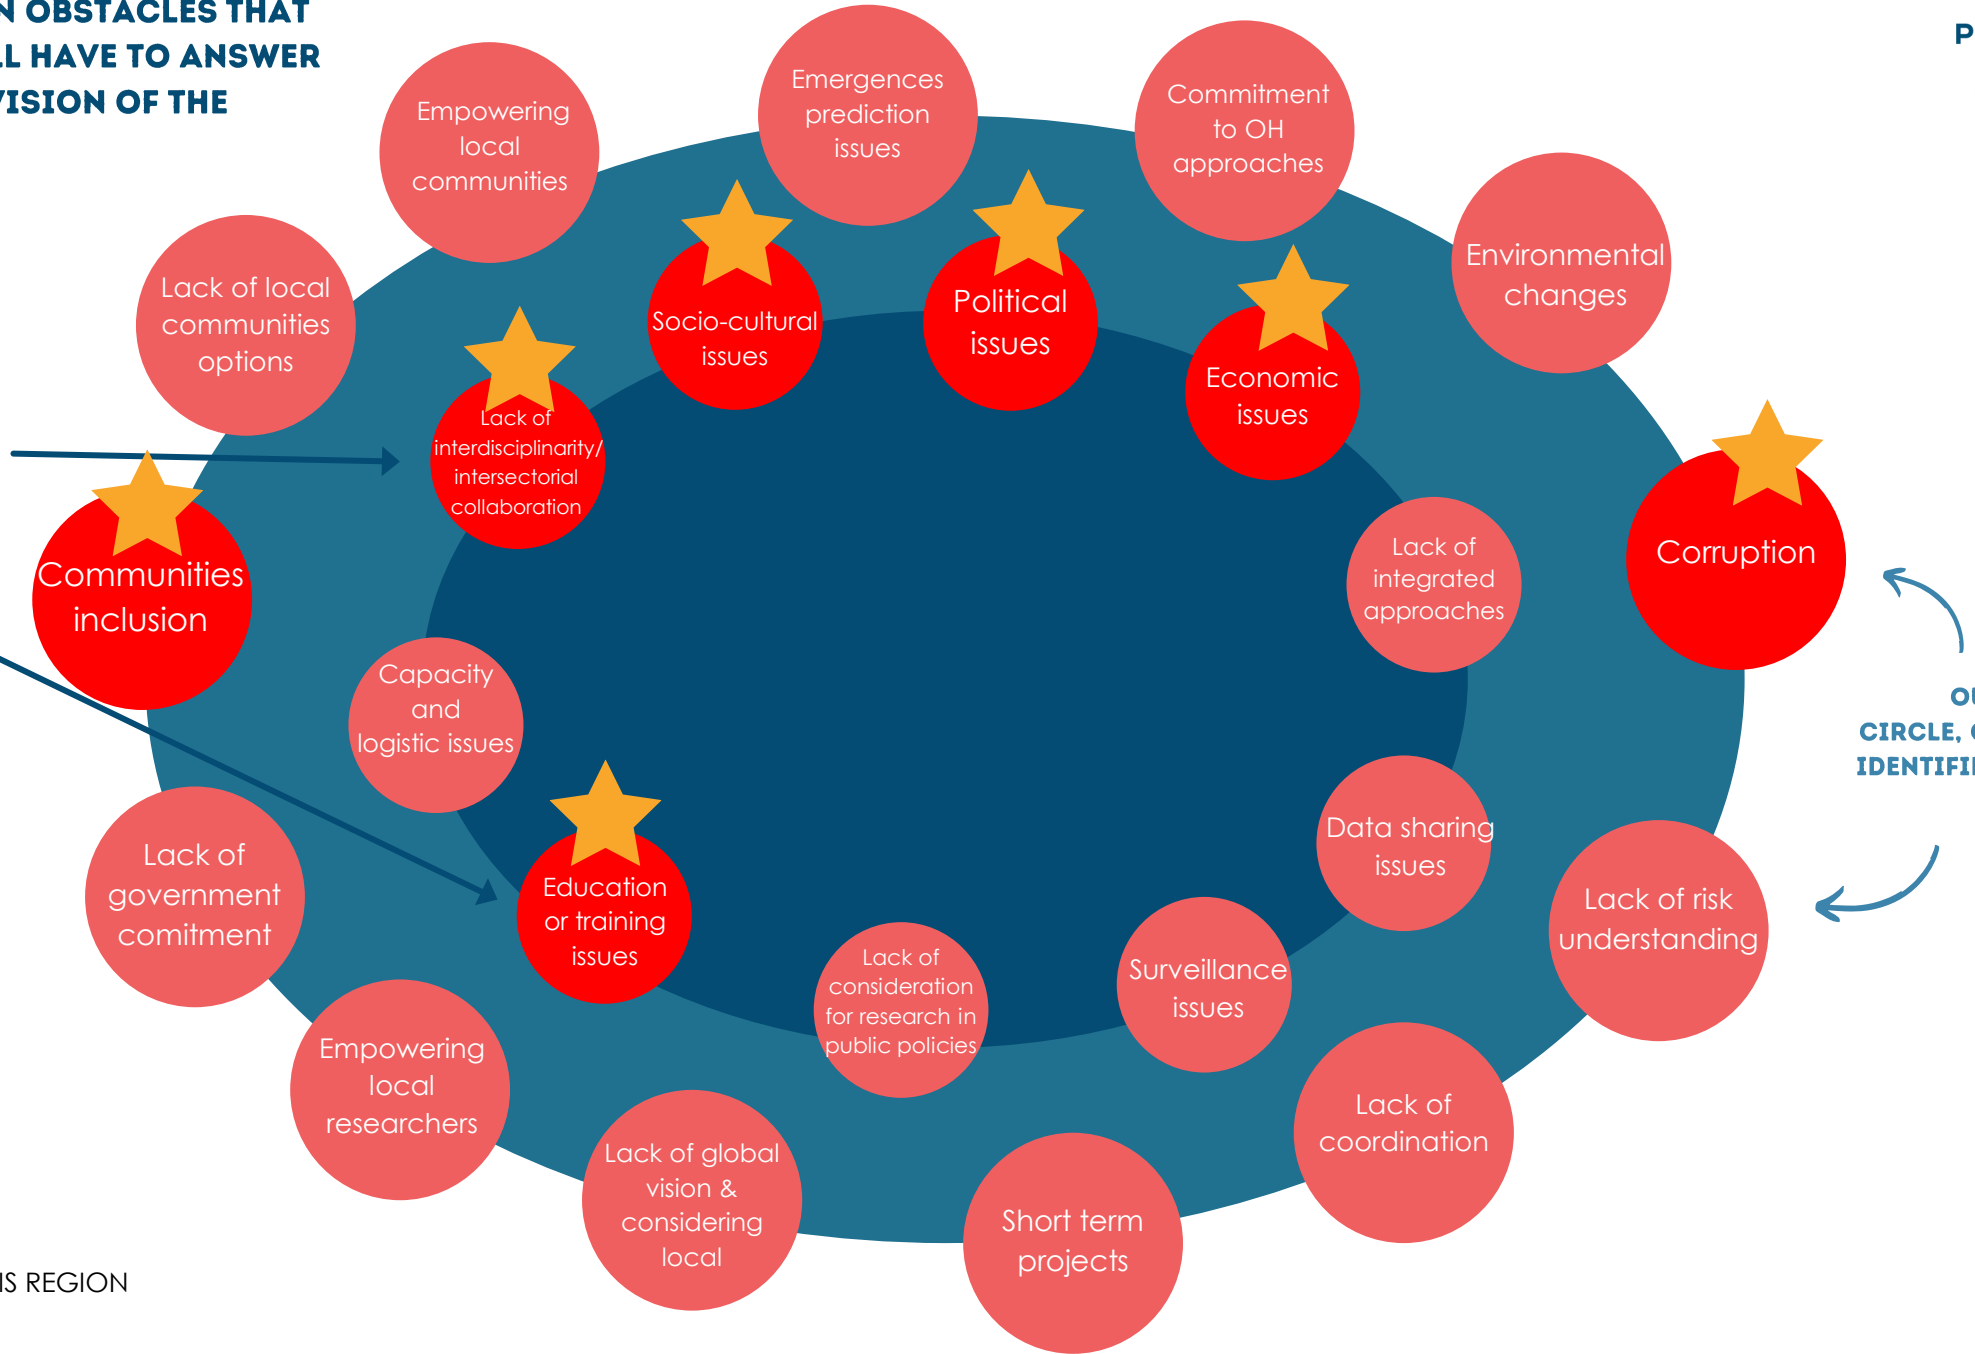 OBSTACLES THAT
HAVE TO ANSWER
VISION OF THE
Empowering
local
communities
Emergences
prediction
issues
Commitment
to OH
approaches
Environmental
changes
Lack of local
communities
options
Socio-cultural
issues
Political
issues
Economic
issues
Lack of
interdisciplinarity/
intersectorial
collaboration
Communities
inclusion
Corruption
Lack of
integrated
approaches
Capacity
and
logistic issues
CIRCLE,
Data sharing
issues
Education
or training
issues
Lack of
government
comitment
Lack of risk
understanding
Lack of
consideration
for research in
public policies
Surveillance
issues
Empowering
local
researchers
Lack of
coordination
Lack of global
vision &
considering
local
Short term
projects
REGION